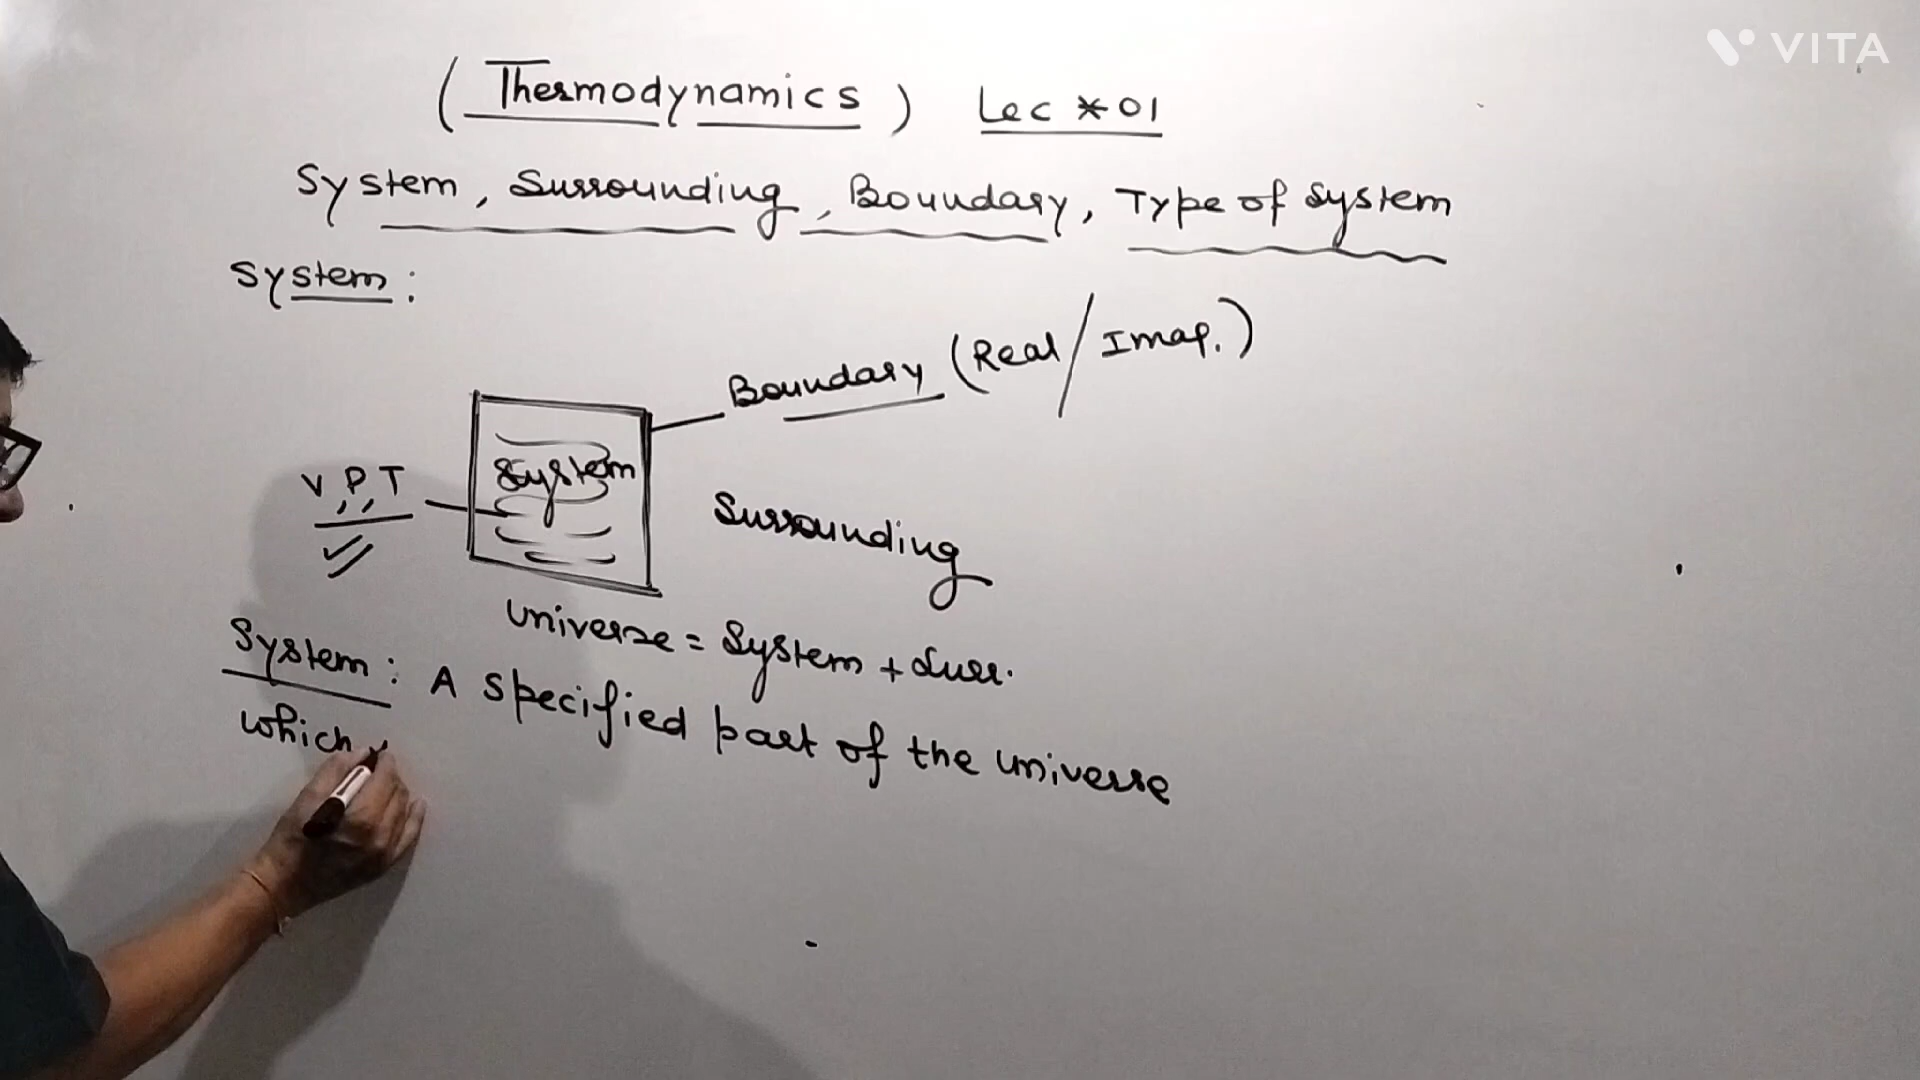 VITA
(Thermodynamics) Lec * 01
System, Surrounding, Boundary, Type of System
System:
Boundary (Real/Imag.)
V, P, T
System
Surrounding
Universe = System + Surr.
System: A Specified part of the universe
which